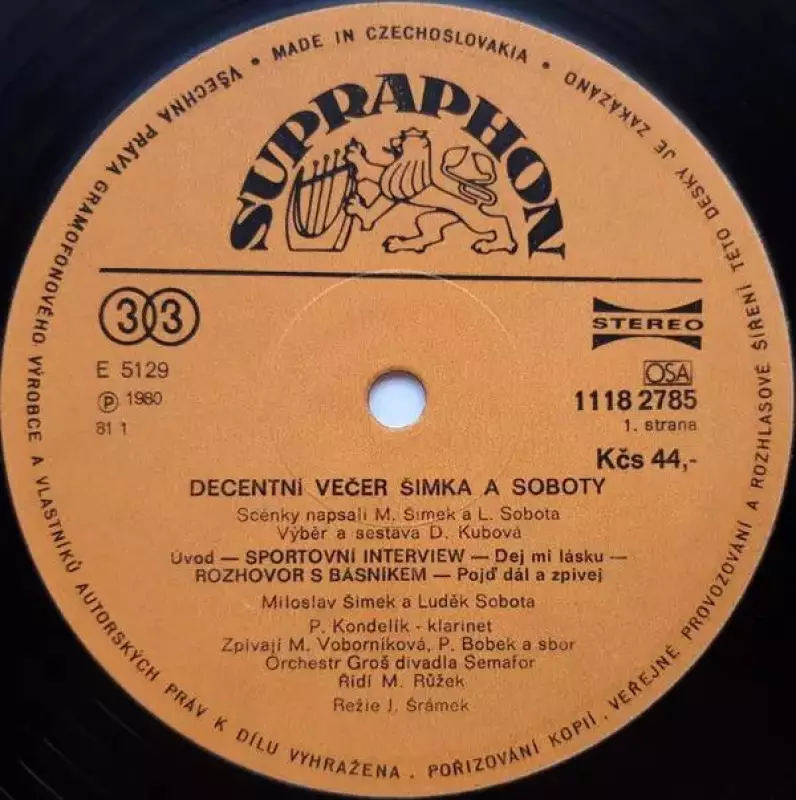 VŠECHNA PRÁVA GRAMOFONOVÉHO VÝROBCE A VLASTNÍKŮ AUTORSKÝCH PRÁV K DÍLU VYHRAŽENA . POŘIZOVÁNÍ KOPIÍ, VEŘEJNÉ PROVOZOVÁNÍ A ROZHLASOVÉ ŠÍŘENÍ TÉTO DESKY JE ZAKÁZÁNO • MADE IN CZECHOSLOVAKIA •
SUPRAPHON
33
STEREO
E 5129
OSA
Ⓟ 1980
1118 2785
81 1
1. strana
Kčs 44,-
DECENTNÍ VEČER ŠIMKA A SOBOTY
Scénky napsali M. Šimek a L. Sobota
Výběr a sestava D. Kubová
Úvod — SPORTOVNÍ INTERVIEW — Dej mi lásku —
ROZHOVOR S BÁSNÍKEM — Pojď dál a zpívej
Miloslav Šimek a Luděk Sobota
P. Kondelík - klarinet
Zpívají M. Voborníková, P. Bobek a sbor
Orchestr Groš divadla Semafor
Řídí M. Růžek
Režie J. Šrámek